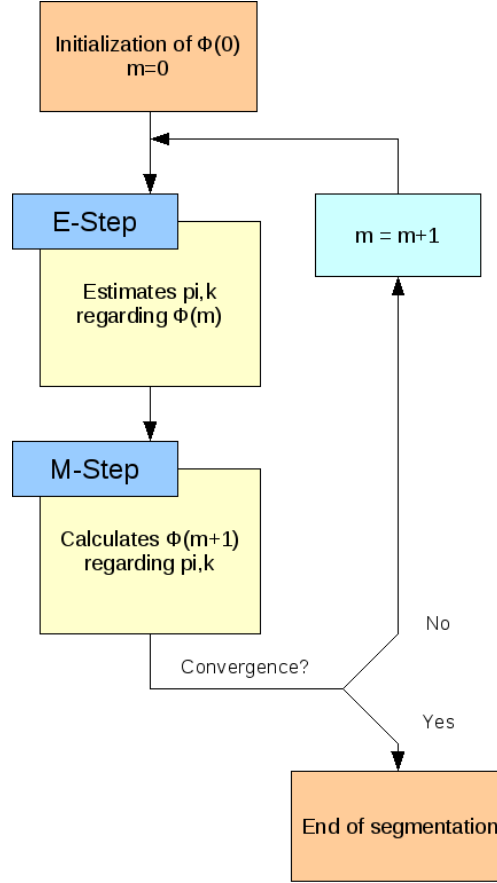 Initialization of Φ(0)
m=0
E-Step
m = m+1
Estimates pi,k
regarding Φ(m)
M-Step
Calculates Φ(m+1)
regarding pi,k
No
Convergence?
Yes
End of segmentation